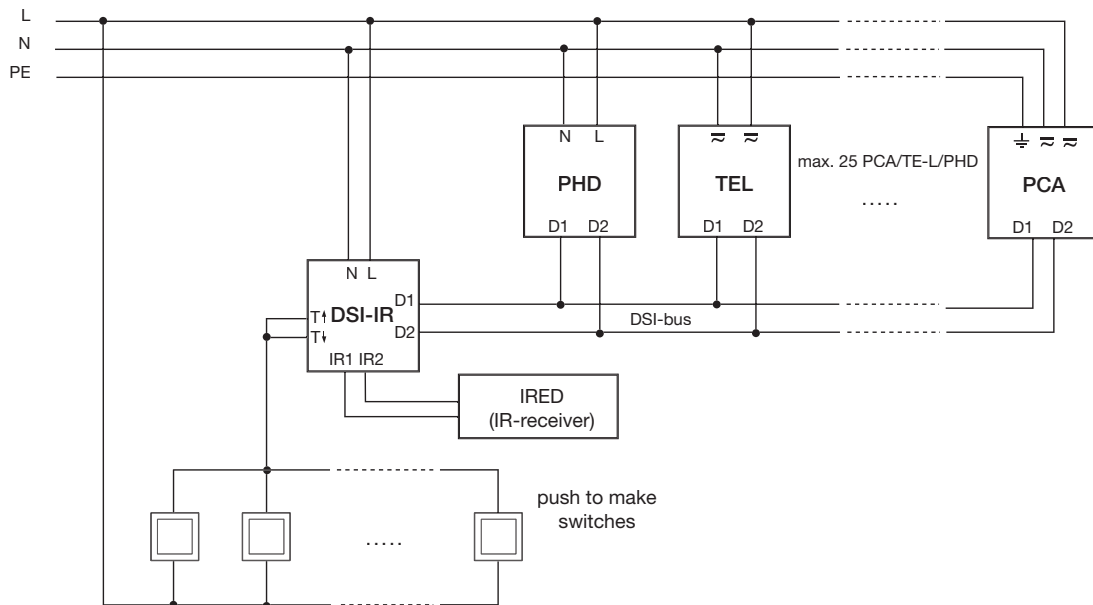 L
N
PE
N L
PHD
D1 D2
TEL
D1 D2
max. 25 PCA/TE-L/PHD
.....
PCA
D1 D2
N L
D1
DSI-IR
T
D2
T
IR1 IR2
DSI-bus
IRED
(IR-receiver)
push to make
switches
.....